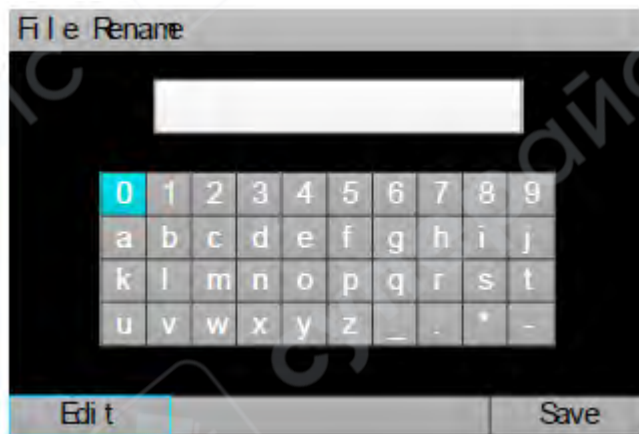 File Rename
0 1 2 3 4 5 6 7 8 9
a b c d e f g h i j
k l m n o p q r s t
u v w x y z _ . * -
Edit Save